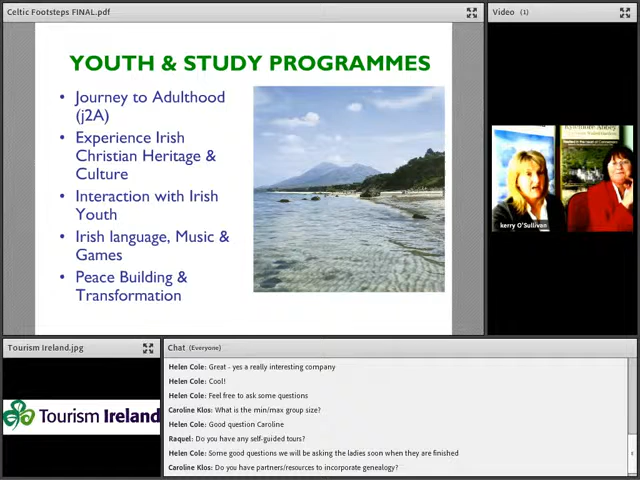 Celtic Footsteps FINAL.pdf
YOUTH & STUDY PROGRAMMES
• Journey to Adulthood
(j2A)
• Experience Irish
Christian Heritage &
Culture
• Interaction with Irish
Youth
• Irish language, Music &
Games
• Peace Building &
Transformation
Video (1)
Kylemore Abbey
kerry O'Sullivan
Tourism Ireland.jpg
Tourism Ireland
Chat (Everyone)
Helen Cole: Great - yes a really interesting company
Helen Cole: Cool!
Helen Cole: Feel free to ask some questions
Caroline Klos: What is the min/max group size?
Helen Cole: Good question Caroline
Raquel: Do you have any self-guided tours?
Helen Cole: Some good questions we will be asking the ladies soon when they are finished
Caroline Klos: Do you have partners/resources to incorporate genealogy?